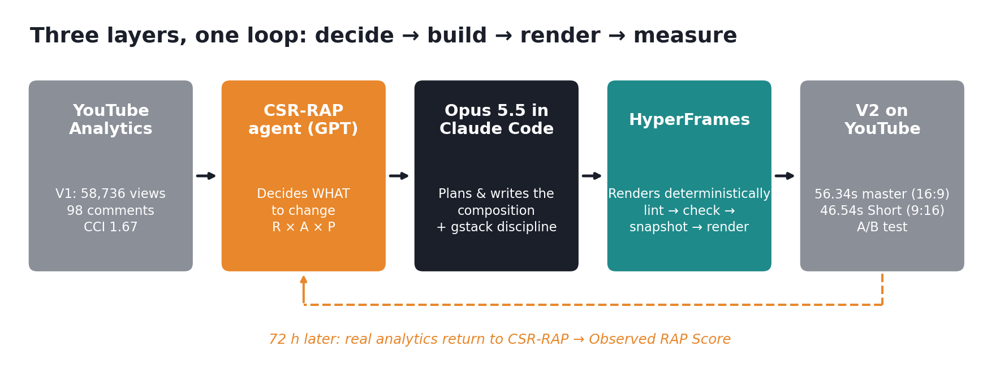 Three layers, one loop: decide → build → render → measure
YouTube
Analytics
V1: 58,736 views
98 comments
CCI 1.67
CSR-RAP
agent (GPT)
Decides WHAT
to change
R × A × P
Opus 5.5 in
Claude Code
Plans & writes the
composition
+ gstack discipline
HyperFrames
Renders deterministically
lint → check →
snapshot → render
V2 on
YouTube
56.34s master (16:9)
46.54s Short (9:16)
A/B test
72 h later: real analytics return to CSR-RAP → Observed RAP Score